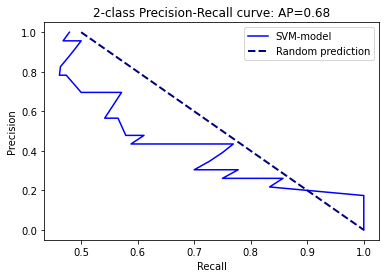 2-class Precision-Recall curve: AP=0.68
SVM-model
Random prediction
Precision
1.0
0.8
0.6
0.4
0.2
0.0
0.5 0.6 0.7 0.8 0.9 1.0
Recall